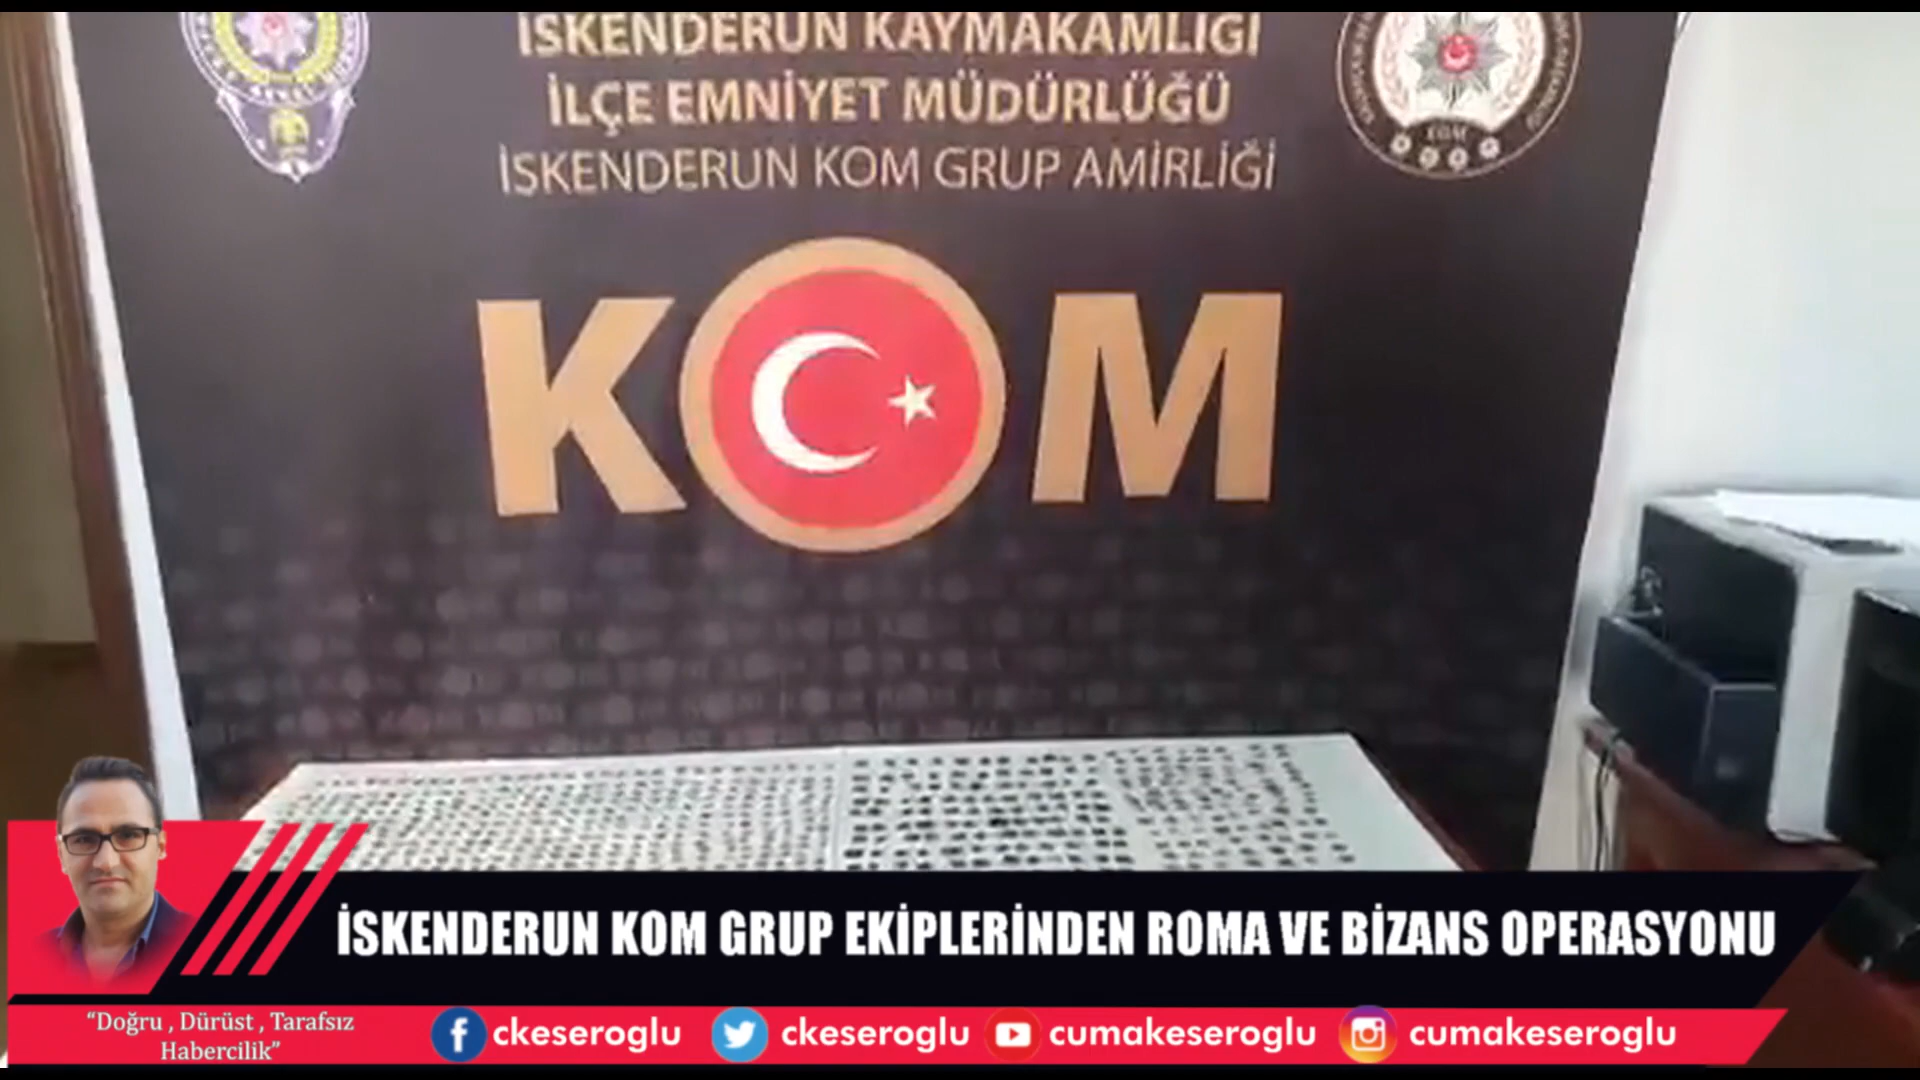 İSKENDERUN KAYMAKAMLIĞI
İLÇE EMNİYET MÜDÜRLÜĞÜ
İSKENDERUN KOM GRUP AMİRLİĞİ
KOM
KOM
İSKENDERUN KOM GRUP EKİPLERİNDEN ROMA VE BİZANS OPERASYONU
“Doğru , Dürüst , Tarafsız
Habercilik”
ckeseroglu
ckeseroglu
cumakeseroglu
cumakeseroglu